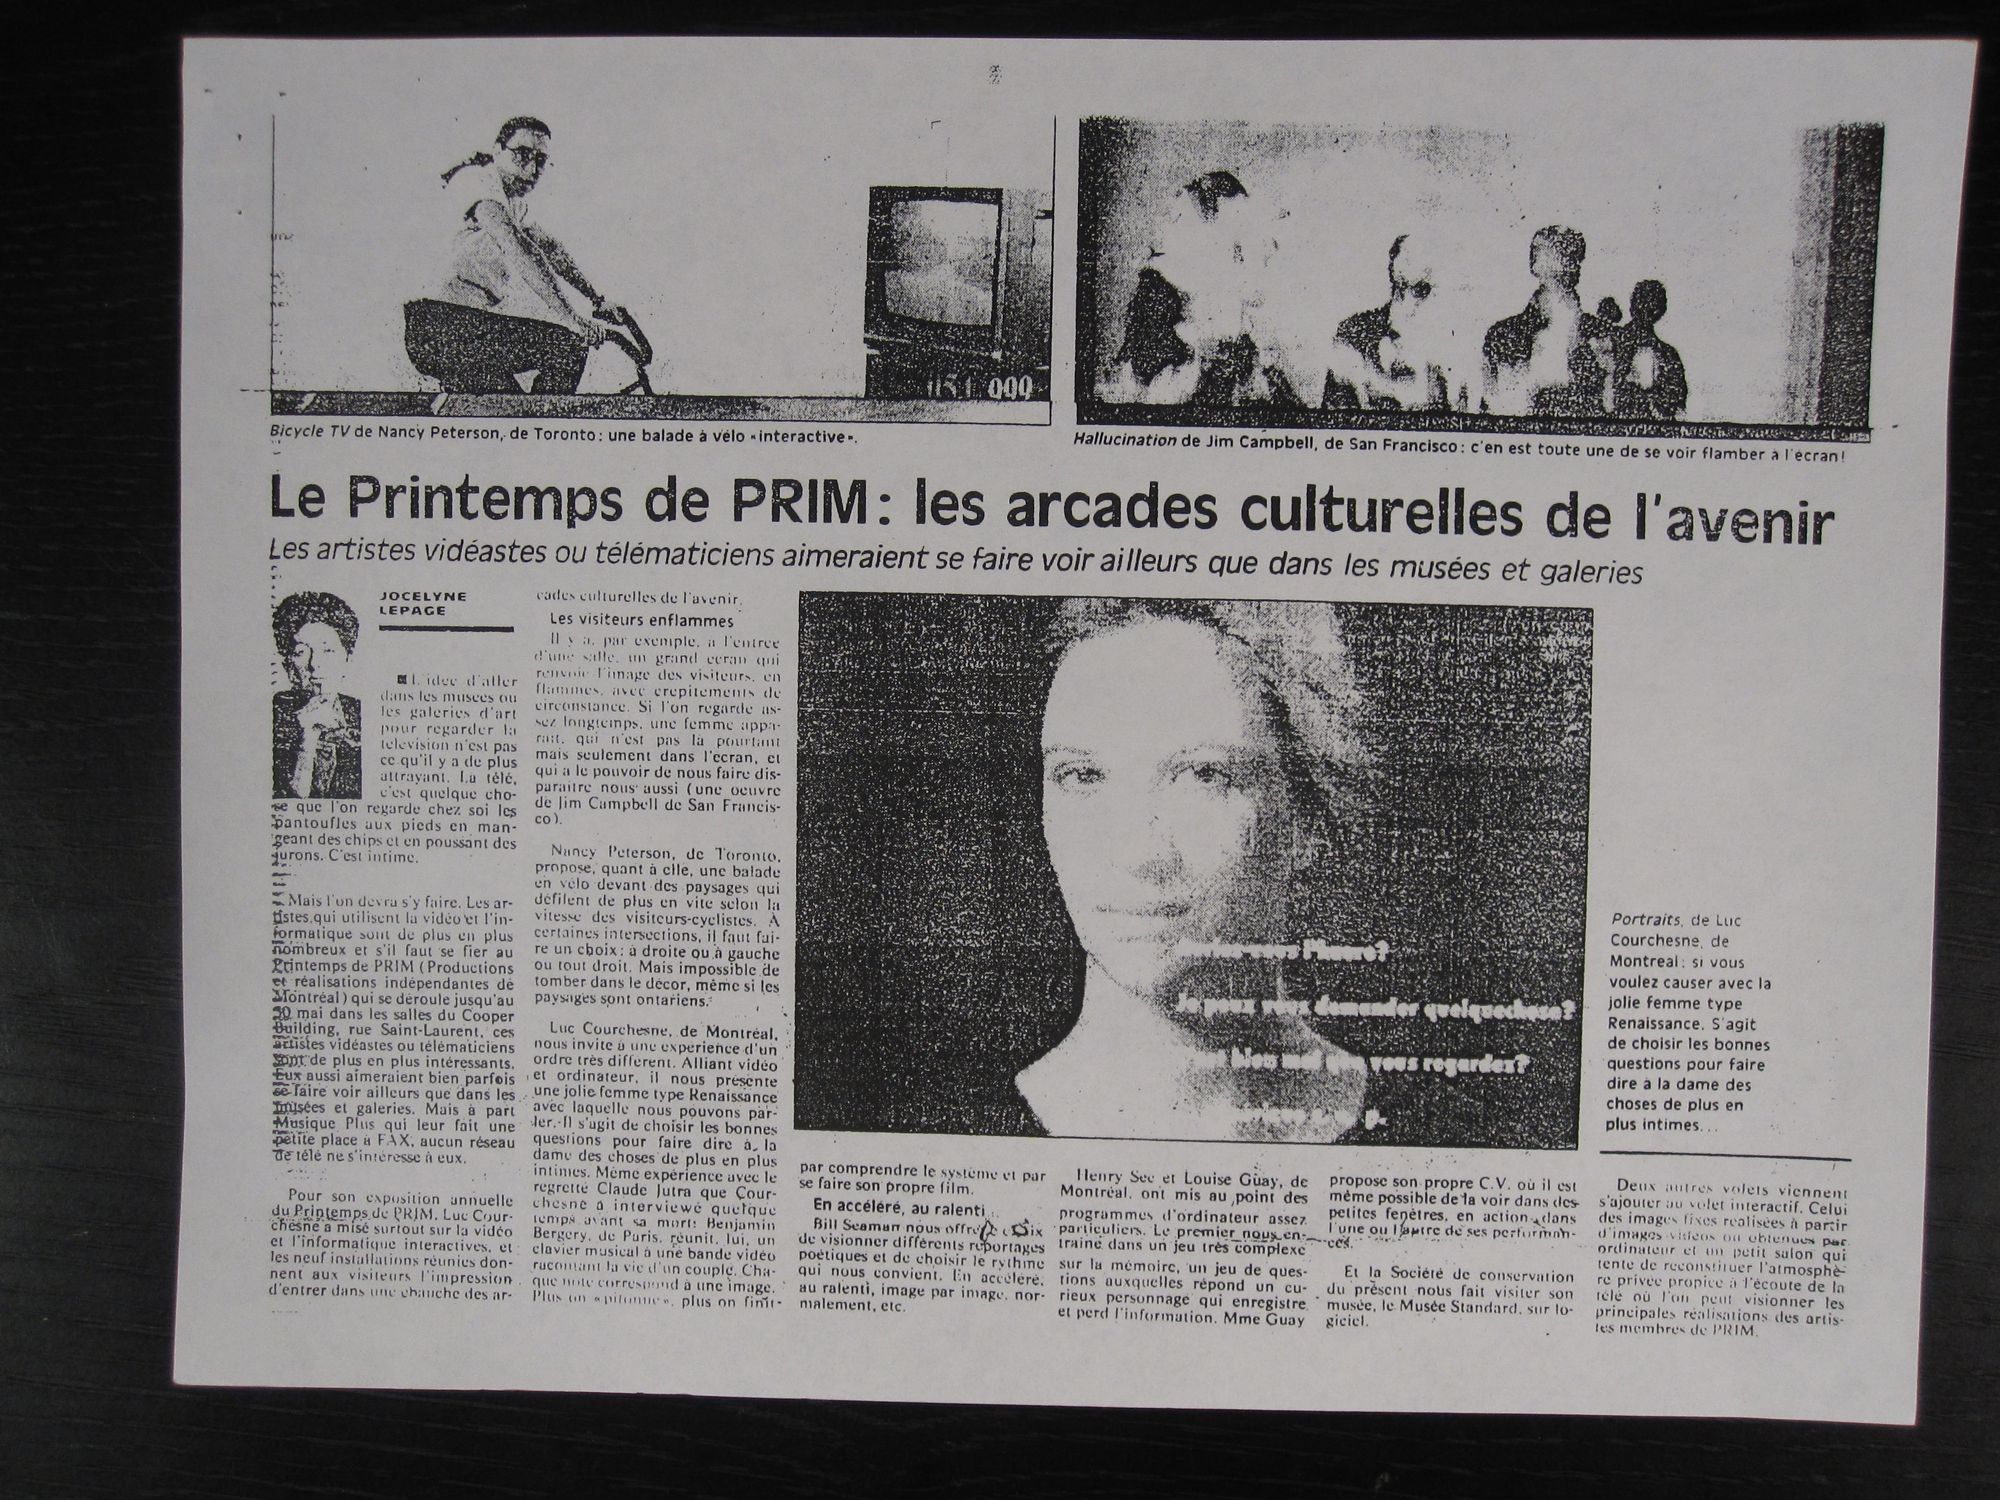 Bicycle TV de Nancy Peterson, de Toronto : une balade à vélo «interactive».
Hallucination de Jim Campbell, de San Francisco : c'en est toute une de se voir flamber à l'écran!
Le Printemps de PRIM : les arcades culturelles de l'avenir
Les artistes vidéastes ou télématiciens aimeraient se faire voir ailleurs que dans les musées et galeries
JOCELYNE
LEPAGE
L'idée d'aller
dans les musées ou
les galeries d'art
pour regarder la
télévision n'est pas
ce qu'il y a de plus
attrayant. La télé,
c'est quelque cho-
se que l'on regarde chez soi les
pantoufles aux pieds en man-
geant des chips et en poussant des
jurons. C'est intime.
Mais l'on devra s'y faire. Les ar-
tistes qui utilisent la vidéo et l'in-
formatique sont de plus en plus
nombreux et s'il faut se fier au
Printemps de PRIM (Productions
et réalisations indépendantes de
Montréal) qui se déroule jusqu'au
30 mai dans les salles du Cooper
Building, rue Saint-Laurent, ces
artistes vidéastes ou télématiciens
sont de plus en plus intéressants.
Eux aussi aimeraient bien parfois
se faire voir ailleurs que dans les
musées et galeries. Mais à part
Musique Plus qui leur fait une
petite place à FAX, aucun réseau
de télé ne s'intéresse à eux.
Pour son exposition annuelle
du Printemps de PRIM, Luc Cour-
chesne a misé surtout sur la vidéo
et l'informatique interactives, et
les neuf installations réunies don-
nent aux visiteurs l'impression
d'entrer dans une ébauche des ar-
cades culturelles de l'avenir.
Les visiteurs enflammes
Il y a, par exemple, à l'entrée
d'une salle, un grand écran qui
renvoie l'image des visiteurs, en
flammes, avec crépitements de
circonstance. Si l'on regarde as-
sez longtemps, une femme appa-
rait, qui n'est pas là pourtant
mais seulement dans l'écran, et
qui a le pouvoir de nous faire dis-
paraître nous aussi (une oeuvre
de Jim Campbell de San Francis-
co).
Nancy Peterson, de Toronto,
propose, quant à elle, une balade
en vélo devant des paysages qui
défilent de plus en vite selon la
vitesse des visiteurs-cyclistes. À
certaines intersections, il faut fai-
re un choix : à droite ou à gauche
ou tout droit. Mais impossible de
tomber dans le décor, même si les
paysages sont ontariens.
Luc Courchesne, de Montréal,
nous invite à une expérience d'un
ordre très différent. Alliant vidéo
et ordinateur, il nous présente
une jolie femme type Renaissance
avec laquelle nous pouvons par-
ler. Il s'agit de choisir les bonnes
questions pour faire dire à la
dame des choses de plus en plus
intimes. Même expérience avec le
regretté Claude Jutra que Cour-
chesne a interviewé quelque
temps avant sa mort. Benjamin
Bergery, de Paris, réunit, lui, un
clavier musical à une bande vidéo
racontant la vie d'un couple. Cha-
que note correspond à une image.
Plus on «pitonne», plus on finit
demander quelquechose?
vous regardez?
Portraits, de Luc
Courchesne, de
Montreal : si vous
voulez causer avec la
jolie femme type
Renaissance. S'agit
de choisir les bonnes
questions pour faire
dire à la dame des
choses de plus en
plus intimes...
par comprendre le système et par
se faire son propre film.
En accéléré, au ralenti
Bill Seaman nous offre
de visionner différents reportages
poétiques et de choisir le rythme
qui nous convient. En accéléré,
au ralenti, image par image, nor-
malement, etc.
Henry See et Louise Guay, de
Montréal, ont mis au point des
programmes d'ordinateur assez
particuliers. Le premier nous en-
traine dans un jeu très complexe
sur la mémoire, un jeu de ques-
tions auxquelles répond un cu-
rieux personnage qui enregistre
et perd l'information. Mme Guay
propose son propre C.V. où il est
même possible de la voir dans des
petites fenêtres, en action, dans
l'une ou l'autre de ses performan-
ces.
Et la Société de conservation
du présent nous fait visiter son
musée, le Musée Standard, sur lo-
giciel.
Deux autres volets viennent
s'ajouter au volet interactif. Celui
des images fixes réalisées à partir
d'images vidéos ou obtenues par
ordinateur et un petit salon qui
tente de reconstituer l'atmosphè-
re privée propice à l'écoute de la
télé où l'on peut visionner les
principales réalisations des artis-
tes membres de PRIM.